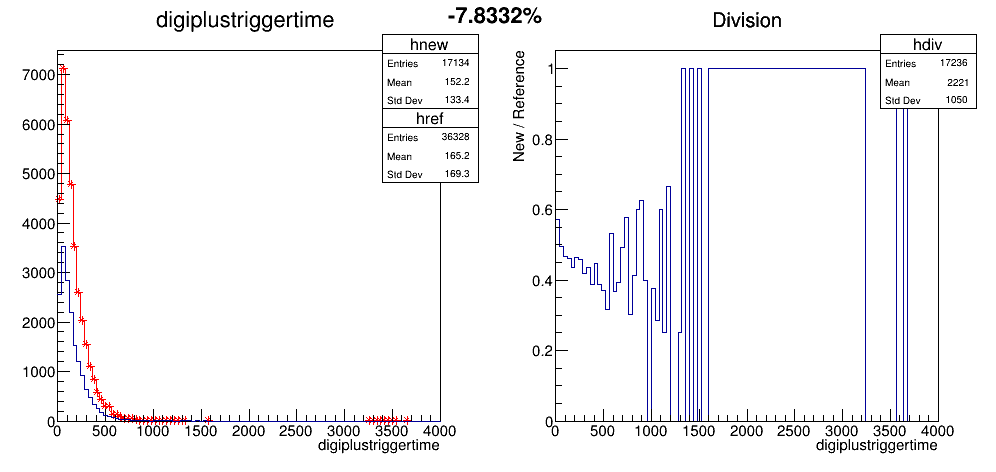 -7.8332%
digiplustriggertime
hnew
Entries 17134
Mean 152.2
Std Dev 133.4
href
Entries 36328
Mean 165.2
Std Dev 169.3
7000
6000
5000
4000
3000
2000
1000
0
0 500 1000 1500 2000 2500 3000 3500 4000
digiplustriggertime
Division
hdiv
Entries 17236
Mean 2221
Std Dev 1050
New / Reference
1
0.8
0.6
0.4
0.2
0
0 500 1000 1500 2000 2500 3000 3500 4000
digiplustriggertime